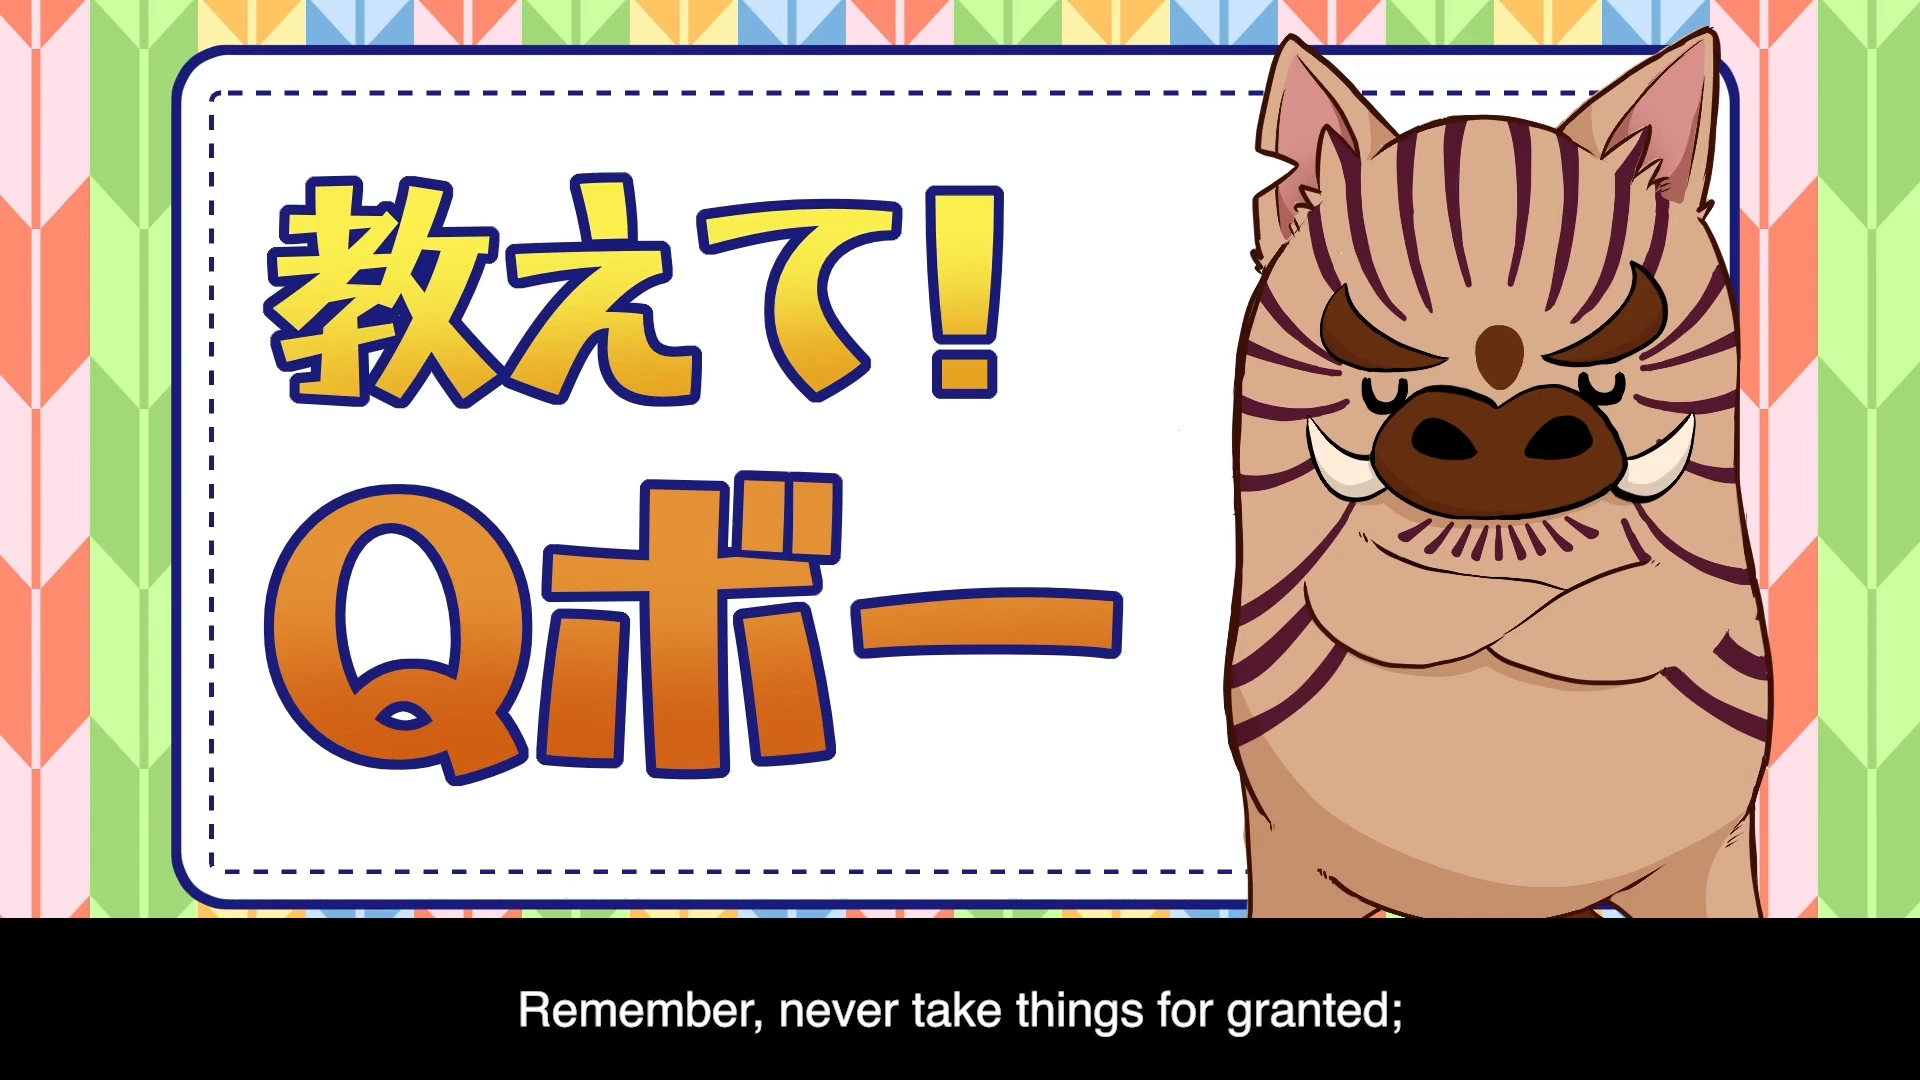 教えて!
Qボー
Remember, never take things for granted;